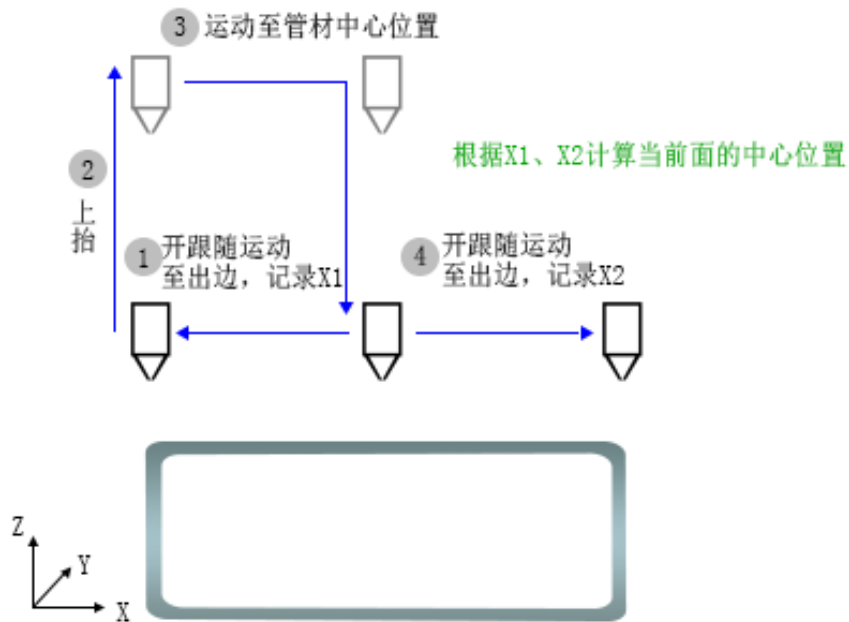 3 运动至管材中心位置
根据X1、X2计算当前面的中心位置
2
上
抬
1 开跟随运动
至出边，记录X1
4 开跟随运动
至出边，记录X2
Z
Y
X